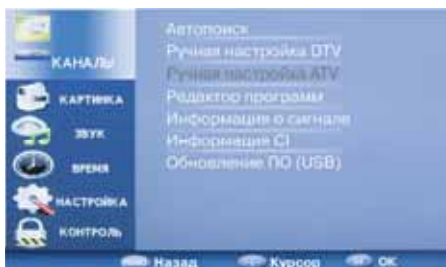 КАНАЛЫ
КАРТИНКА
ЗВУК
ВРЕМЯ
НАСТРОЙКА
КОНТРОЛЬ
Автопоиск
Ручная настройка DTV
Ручная настройка ATV
Редактор программ
Информация о сигнале
Информация CI
Обновление ПО (USB)
Назад Курсор OK